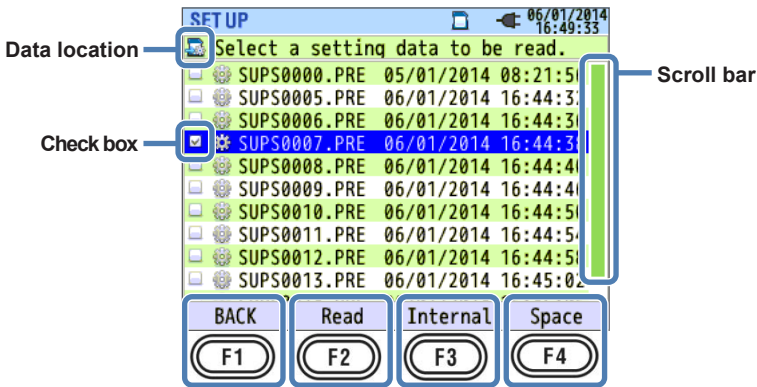 SET UP
06/01/2014
16:49:33
Data location
Select a setting data to be read.
SUPS0000.PRE 05/01/2014 08:21:5
Scroll bar
SUPS0005.PRE 06/01/2014 16:44:3
SUPS0006.PRE 06/01/2014 16:44:3
Check box
SUPS0007.PRE 06/01/2014 16:44:3
SUPS0008.PRE 06/01/2014 16:44:4
SUPS0009.PRE 06/01/2014 16:44:4
SUPS0010.PRE 06/01/2014 16:44:5
SUPS0011.PRE 06/01/2014 16:44:5
SUPS0012.PRE 06/01/2014 16:44:5
SUPS0013.PRE 06/01/2014 16:45:02
BACK Read Internal Space
F1 F2 F3 F4